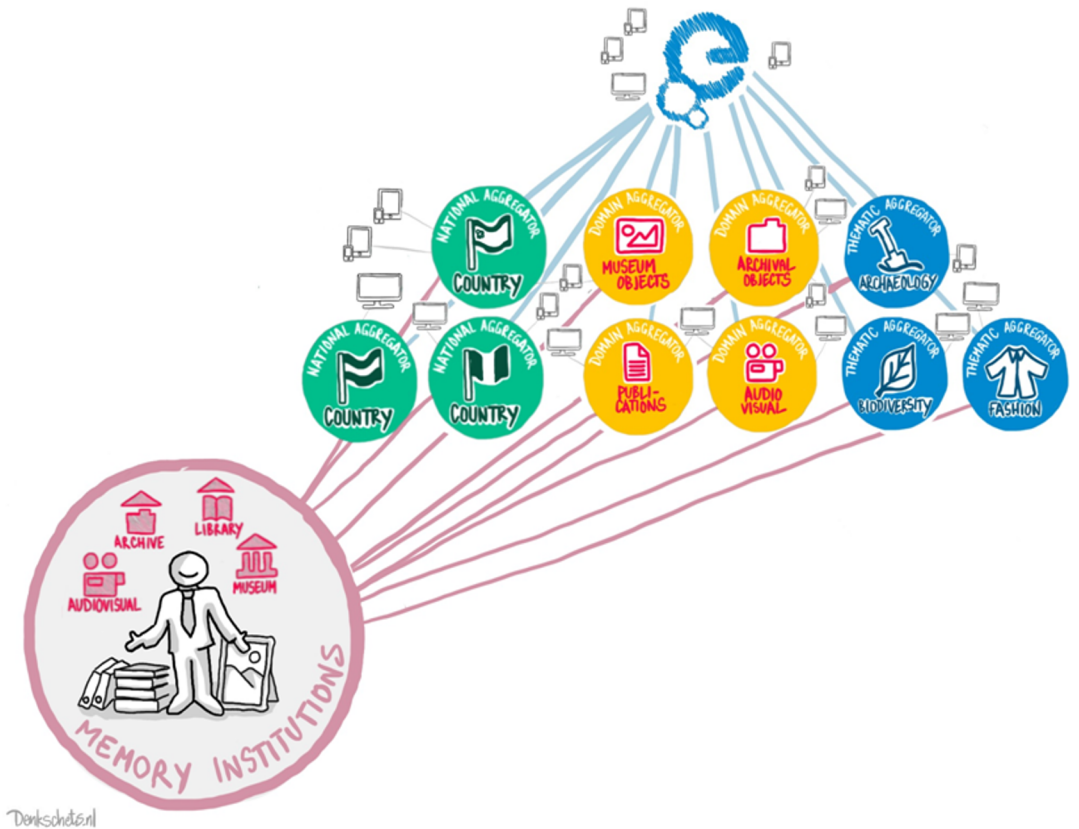 NATIONAL AGGREGATOR
COUNTRY
DOMAIN AGGREGATOR
MUSEUM
OBJECTS
DOMAIN AGGREGATOR
ARCHIVAL
OBJECTS
THEMATIC AGGREGATOR
ARCHAEOLOGY
NATIONAL AGGREGATOR
COUNTRY
NATIONAL AGGREGATOR
COUNTRY
DOMAIN AGGREGATOR
PUBLI-
CATIONS
DOMAIN AGGREGATOR
AUDIO
VISUAL
THEMATIC AGGREGATOR
BIODIVERSITY
THEMATIC AGGREGATOR
FASHION
ARCHIVE
LIBRARY
MUSEUM
AUDIOVISUAL
MEMORY INSTITUTIONS
Denkschets.nl